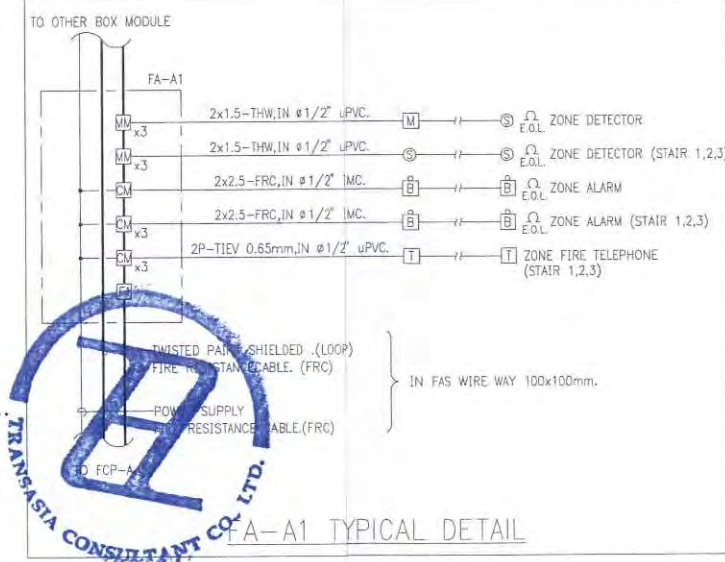 TO OTHER BOX MODULE
FA-A1
MM x3 2x1.5-THW,IN ø1/2" uPVC. M S Ω E.O.L. ZONE DETECTOR
MM x3 2x1.5-THW,IN ø1/2" uPVC. S S Ω E.O.L. ZONE DETECTOR (STAIR 1,2,3)
CM 2x2.5-FRC,IN ø1/2" IMC. B B Ω E.O.L. ZONE ALARM
CM x3 2x2.5-FRC,IN ø1/2" IMC. B B Ω E.O.L. ZONE ALARM (STAIR 1,2,3)
CM x3 2P-TIEV 0.65mm,IN ø1/2" uPVC. T T ZONE FIRE TELEPHONE
(STAIR 1,2,3)
TWISTED PAIR SHIELDED .(LOOP)
FIRE RESISTANCE CABLE. (FRC)
IN FAS WIRE WAY 100x100mm.
POWER SUPPLY
RESISTANCE CABLE.(FRC)
TO FCP-A
TRANSASIA CONSULTANT CO., LTD.
FA-A1 TYPICAL DETAIL